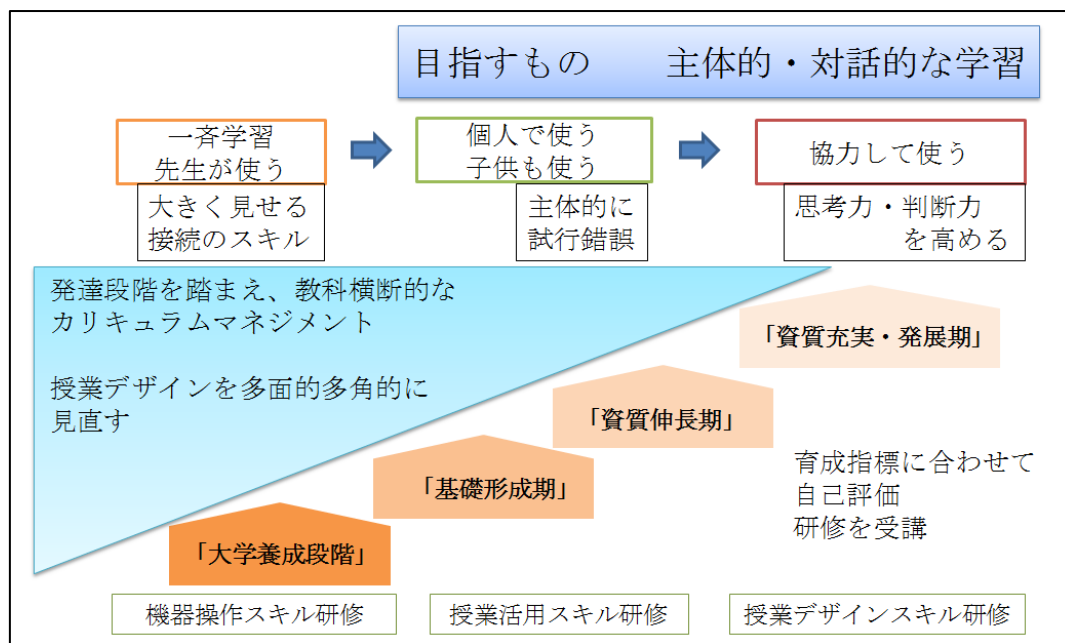 目指すもの　　主体的・対話的な学習
一斉学習
先生が使う
個人で使う
子供も使う
協力して使う
大きく見せる
接続のスキル
主体的に
試行錯誤
思考力・判断力
を高める
発達段階を踏まえ、教科横断的な
カリキュラムマネジメント
授業デザインを多面的多角的に
見直す
「資質充実・発展期」
「資質伸長期」
「基礎形成期」
「大学養成段階」
育成指標に合わせて
自己評価
研修を受講
機器操作スキル研修
授業活用スキル研修
授業デザインスキル研修